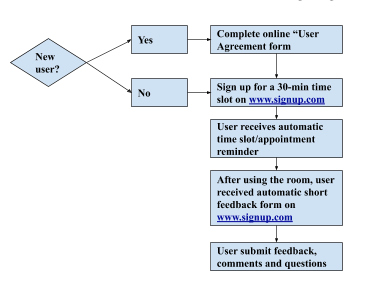 New
user?
Yes
Complete online “User
Agreement form
No
Sign up for a 30-min time
slot on www.signup.com
User receives automatic
time slot/appointment
reminder
After using the room, user
received automatic short
feedback form on
www.signup.com
User submit feedback,
comments and questions